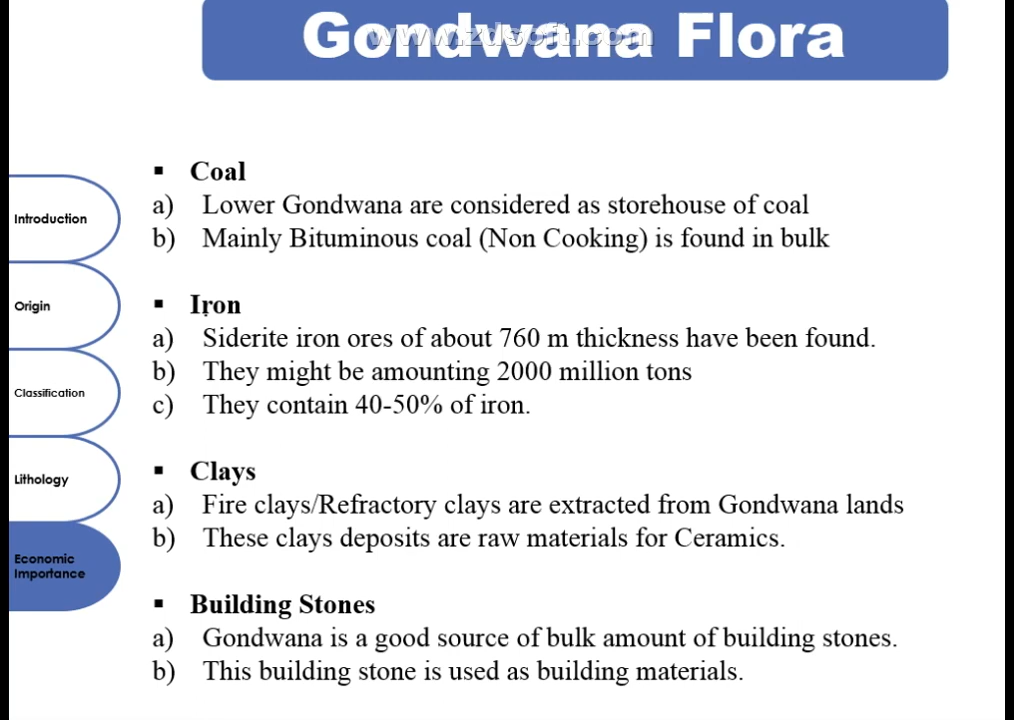 Gondwana Flora
www.zdsoft.com
Introduction
Origin
Classification
Lithology
Economic
Importance
▪ Coal
a) Lower Gondwana are considered as storehouse of coal
b) Mainly Bituminous coal (Non Cooking) is found in bulk
▪ Iron
a) Siderite iron ores of about 760 m thickness have been found.
b) They might be amounting 2000 million tons
c) They contain 40-50% of iron.
▪ Clays
a) Fire clays/Refractory clays are extracted from Gondwana lands
b) These clays deposits are raw materials for Ceramics.
▪ Building Stones
a) Gondwana is a good source of bulk amount of building stones.
b) This building stone is used as building materials.